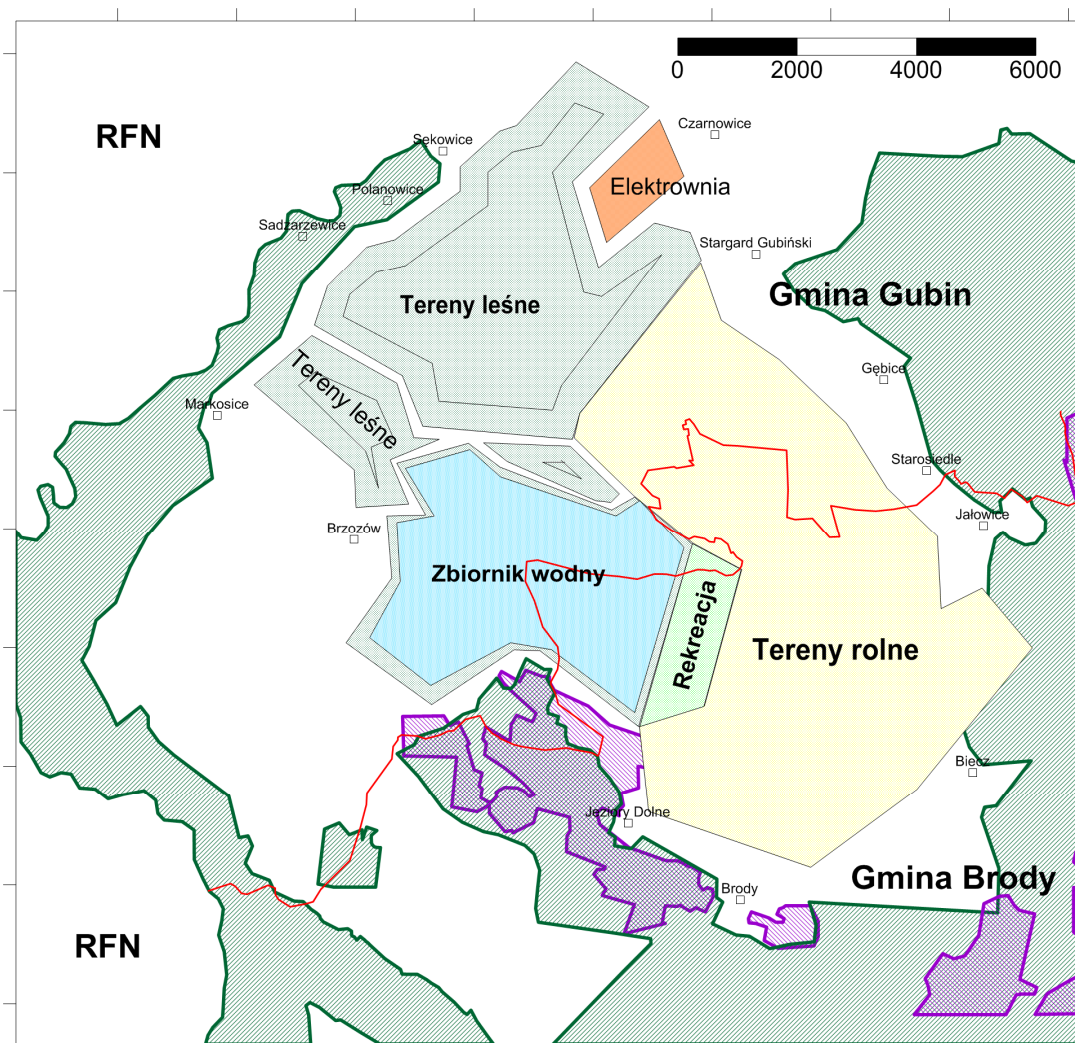 0 2000 4000 6000
RFN
Czarnowice
Sękowice
Polanowice
Elektrownia
Sadzarzewice
Stargard Gubiński
Gmina Gubin
Tereny leśne
Tereny leśne
Gębice
Markosice
Starosiedle
Jałowice
Brzozów
Zbiornik wodny
Rekreacja
Tereny rolne
Biecz
Jeziory Dolne
Gmina Brody
Brody
RFN